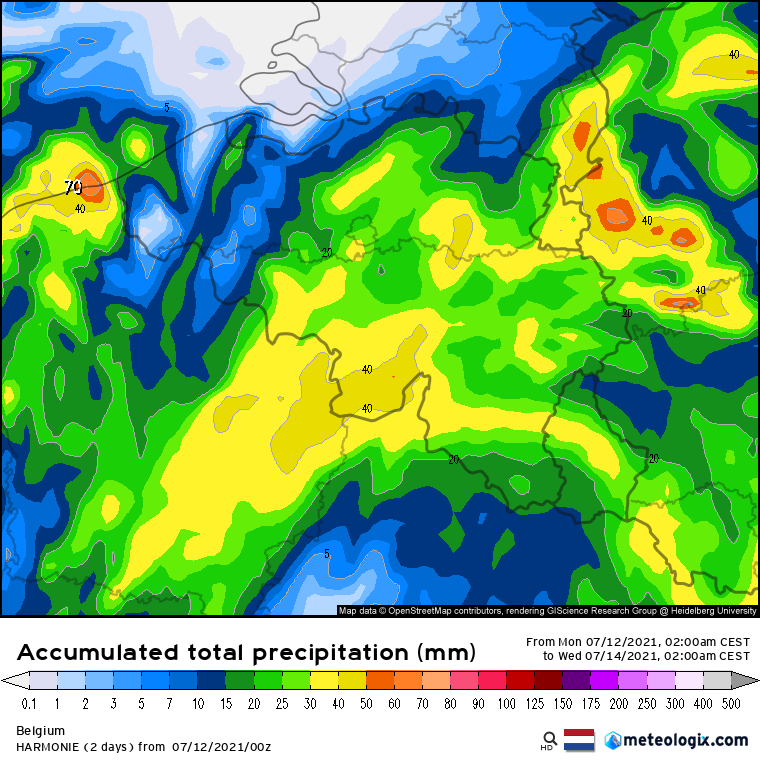 40
5
70
40
40
20
40
20
40
40
20
20
5
Map data © OpenStreetMap contributors, rendering GIScience Research Group @ Heidelberg University
Accumulated total precipitation (mm)
From Mon 07/12/2021, 02:00am CEST
to Wed 07/14/2021, 02:00am CEST
0.1 1 2 3 5 7 10 15 20 25 30 40 50 60 70 80 90 100 125 150 175 200 250 300 400 500
Belgium
HARMONIE (2 days) from 07/12/2021/00z
HD
meteologix.com